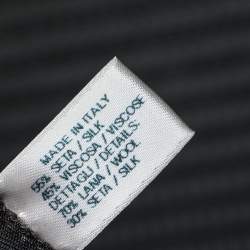 MADE IN ITALY
55% SETA / SILK
45% VISCOSA / VISCOSE
DETTAGLI / DETAILS:
70% LANA / WOOL
30% SETA / SILK